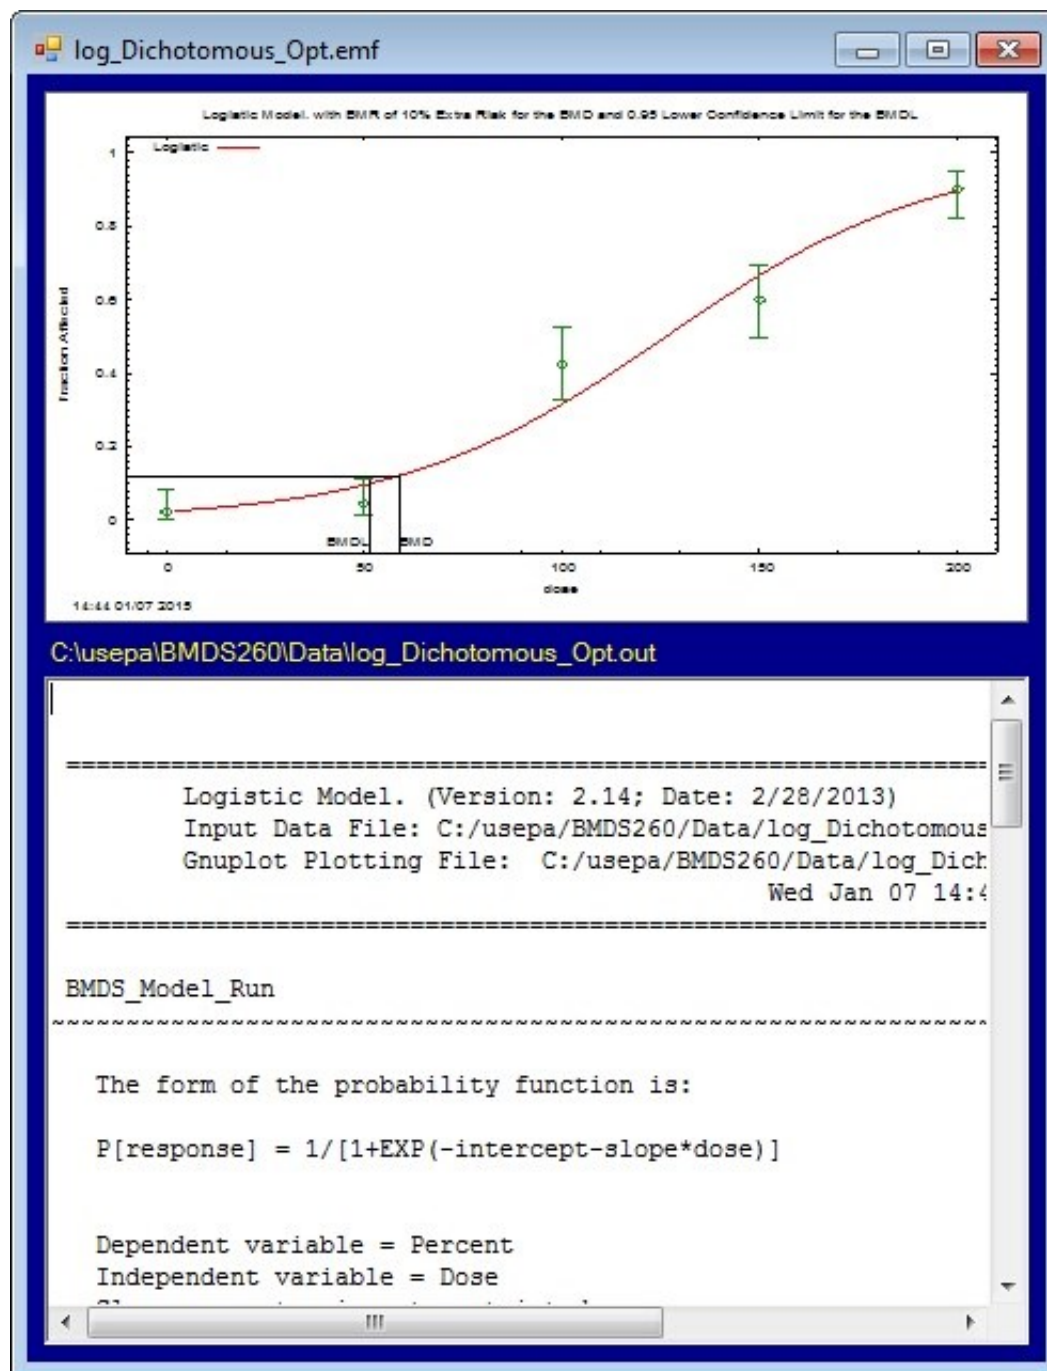 log_Dichotomous_Opt.emf
Logistic Model, with BMR of 10% Extra Risk for the BMD and 0.95 Lower Confidence Limit for the BMDL
Logistic
1
0.8
0.6
0.4
0.2
0
Fraction Affected
BMDL BMD
0 50 100 150 200
dose
14:44 01/07 2015
C:\usepa\BMDS260\Data\log_Dichotomous_Opt.out
====================================================================
Logistic Model. (Version: 2.14; Date: 2/28/2013)
Input Data File: C:/usepa/BMDS260/Data/log_Dichotomous
Gnuplot Plotting File: C:/usepa/BMDS260/Data/log_Dich
Wed Jan 07 14:4
====================================================================
BMDS_Model_Run
~~~~~~~~~~~~~~~~~~~~~~~~~~~~~~~~~~~~~~~~~~~~~~~~~~~~~~~~~~~~~~~~~~~~~
The form of the probability function is:
P[response] = 1/[1+EXP(-intercept-slope*dose)]
Dependent variable = Percent
Independent variable = Dose